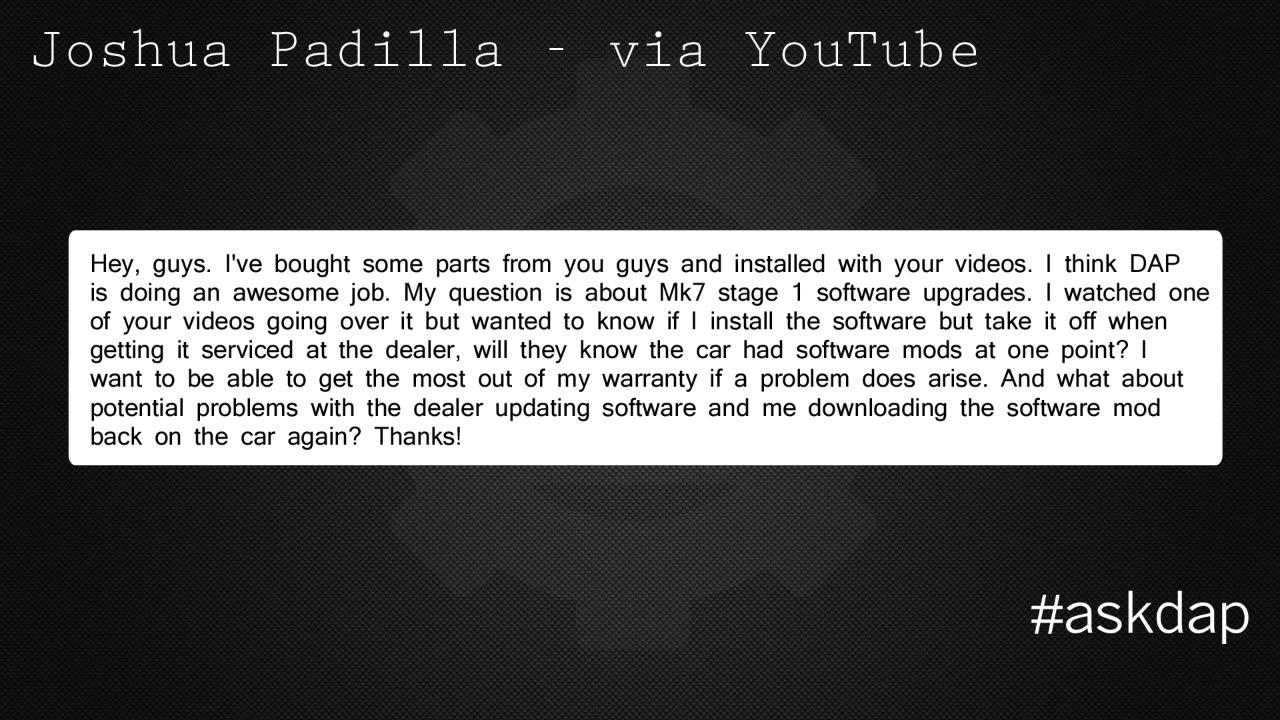 Joshua Padilla - via YouTube
Hey, guys. I've bought some parts from you guys and installed with your videos. I think DAP
is doing an awesome job. My question is about Mk7 stage 1 software upgrades. I watched one
of your videos going over it but wanted to know if I install the software but take it off when
getting it serviced at the dealer, will they know the car had software mods at one point? I
want to be able to get the most out of my warranty if a problem does arise. And what about
potential problems with the dealer updating software and me downloading the software mod
back on the car again? Thanks!
#askdap